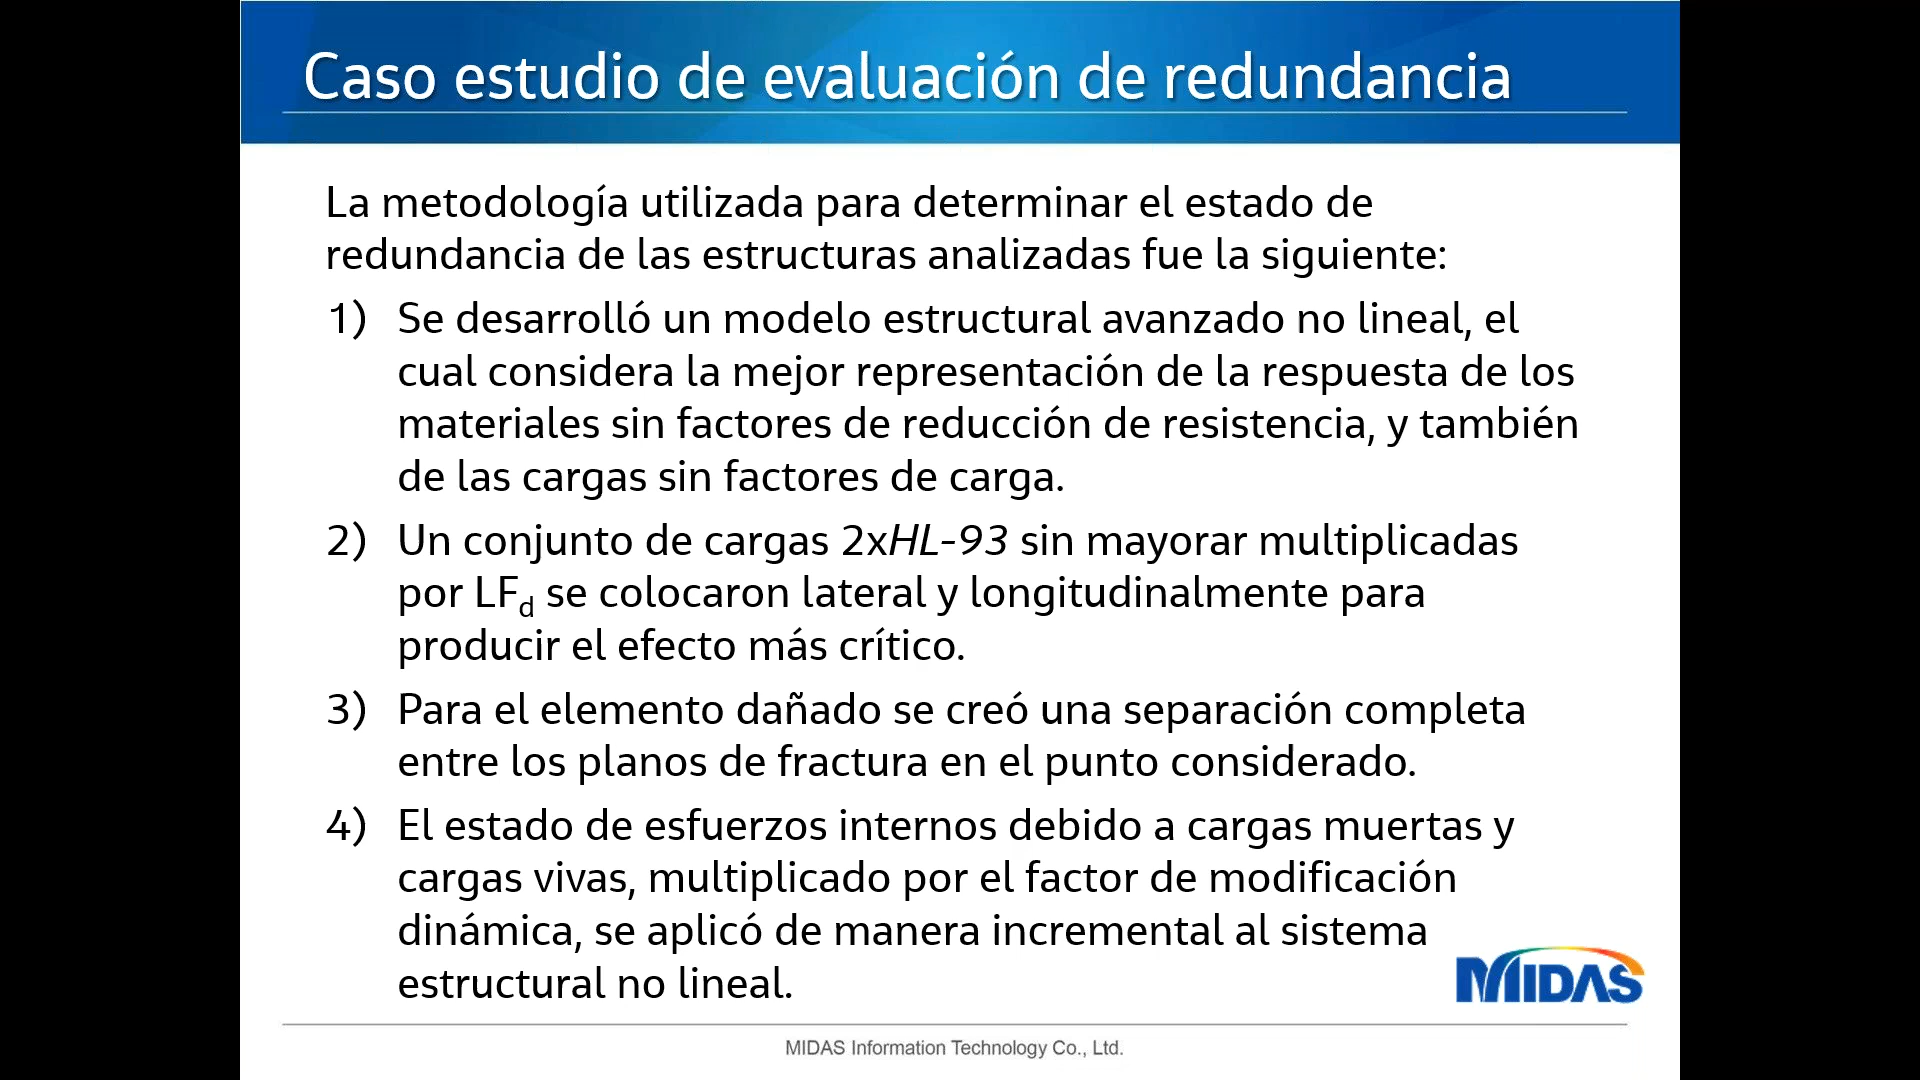 Caso estudio de evaluación de redundancia
La metodología utilizada para determinar el estado de
redundancia de las estructuras analizadas fue la siguiente:
1) Se desarrolló un modelo estructural avanzado no lineal, el
cual considera la mejor representación de la respuesta de los
materiales sin factores de reducción de resistencia, y también
de las cargas sin factores de carga.
2) Un conjunto de cargas 2xHL-93 sin mayorar multiplicadas
por LFd se colocaron lateral y longitudinalmente para
producir el efecto más crítico.
3) Para el elemento dañado se creó una separación completa
entre los planos de fractura en el punto considerado.
4) El estado de esfuerzos internos debido a cargas muertas y
cargas vivas, multiplicado por el factor de modificación
dinámica, se aplicó de manera incremental al sistema
estructural no lineal.
MIDAS
MIDAS Information Technology Co., Ltd.